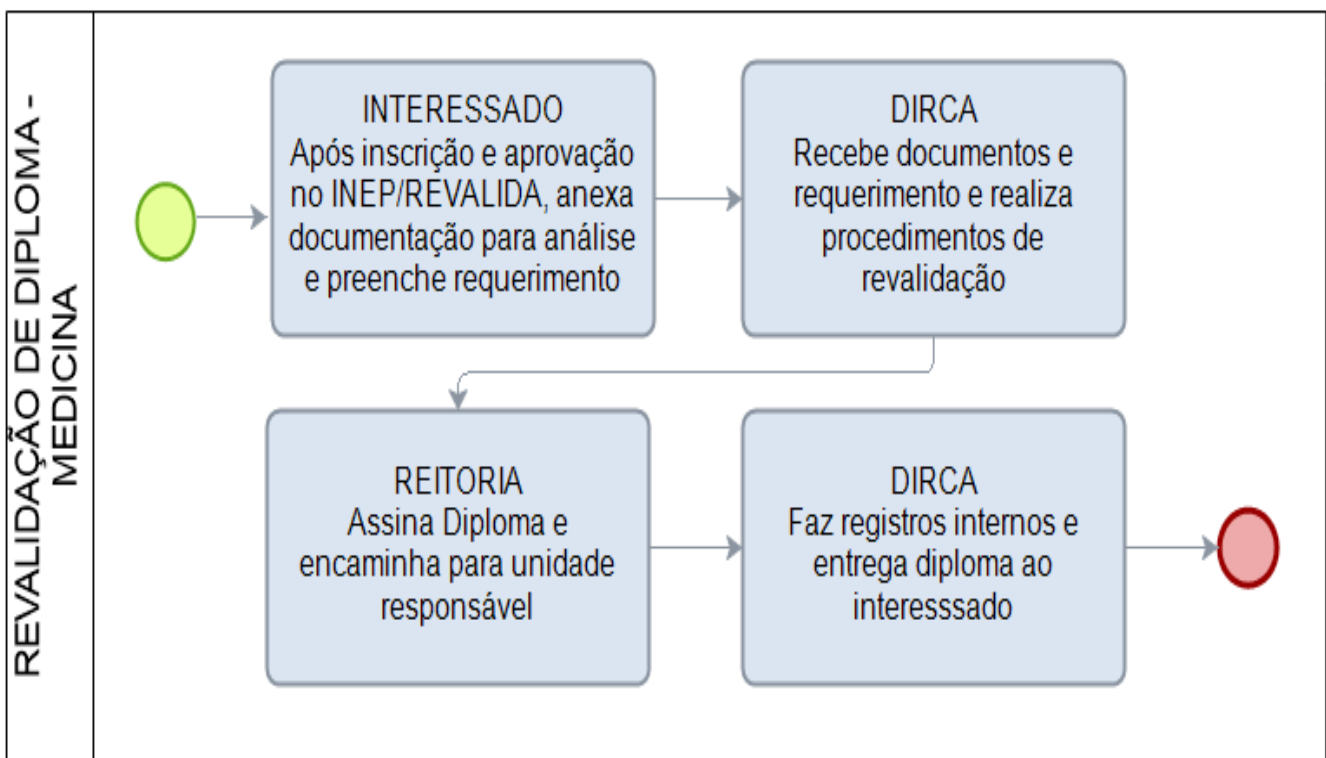 REVALIDAÇÃO DE DIPLOMA -
MEDICINA
INTERESSADO
Após inscrição e aprovação
no INEP/REVALIDA, anexa
documentação para análise
e preenche requerimento
DIRCA
Recebe documentos e
requerimento e realiza
procedimentos de
revalidação
REITORIA
Assina Diploma e
encaminha para unidade
responsável
DIRCA
Faz registros internos e
entrega diploma ao
interesssado